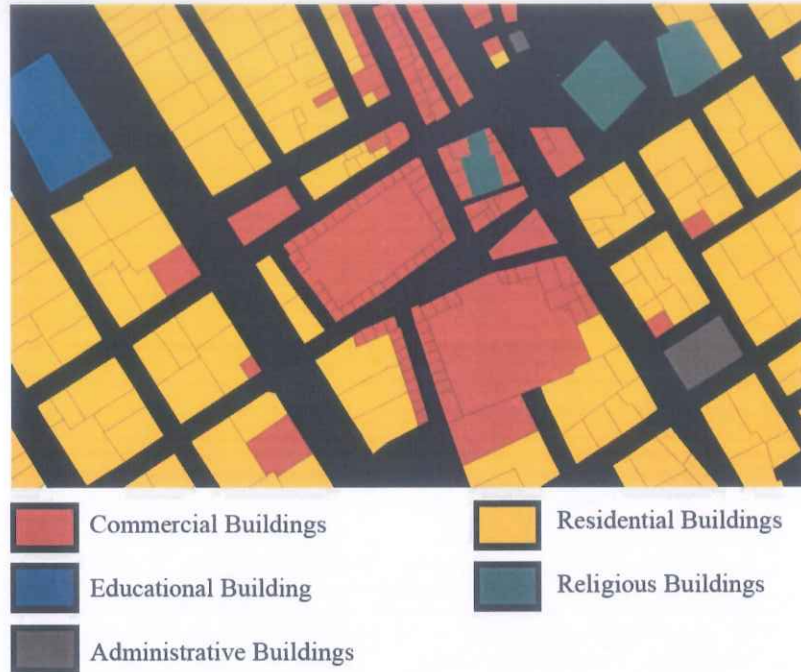 Commercial Buildings
Residential Buildings
Educational Building
Religious Buildings
Administrative Buildings